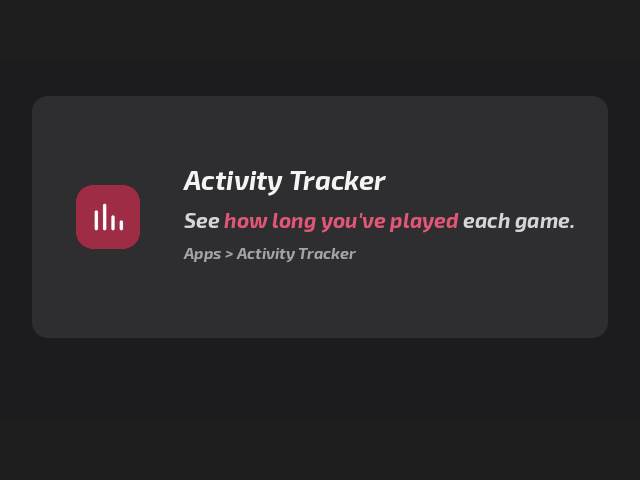 Activity Tracker
See how long you've played each game.
Apps > Activity Tracker